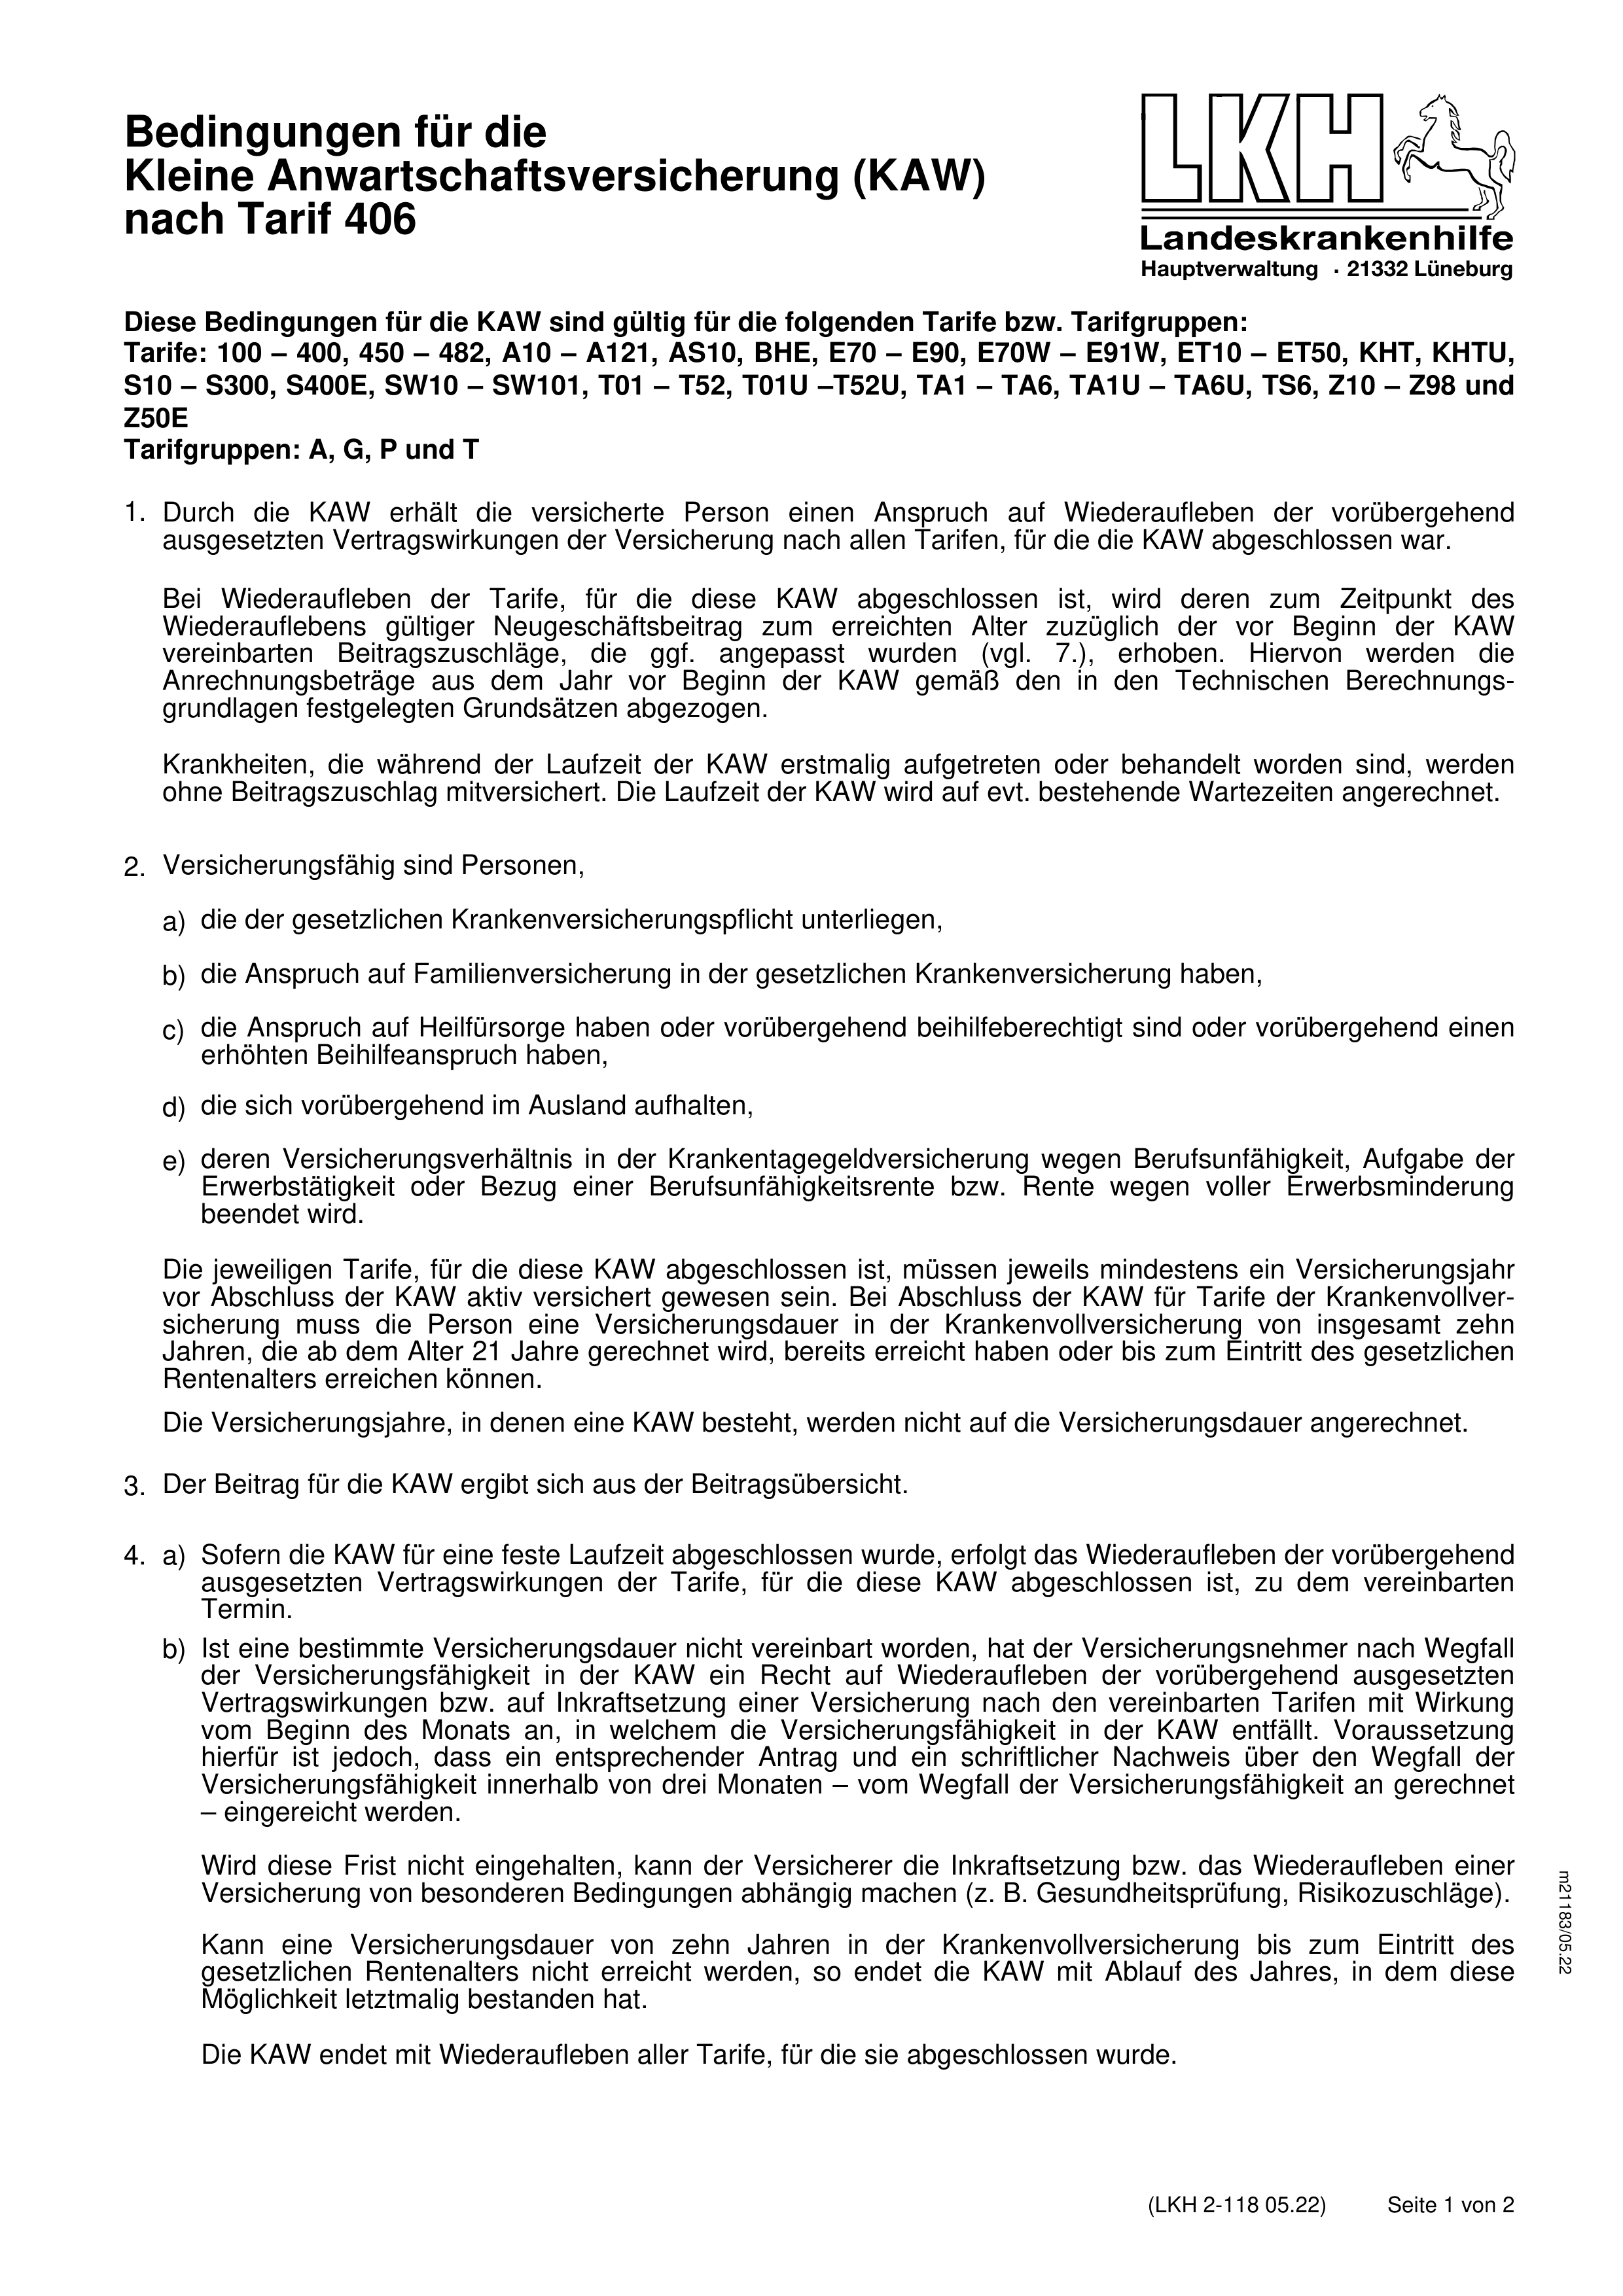 Bedingungen für die
Kleine Anwartschaftsversicherung (KAW)
nach Tarif 406
LKH
Landeskrankenhilfe
Hauptverwaltung · 21332 Lüneburg
Diese Bedingungen für die KAW sind gültig für die folgenden Tarife bzw. Tarifgruppen:
Tarife: 100 – 400, 450 – 482, A10 – A121, AS10, BHE, E70 – E90, E70W – E91W, ET10 – ET50, KHT, KHTU,
S10 – S300, S400E, SW10 – SW101, T01 – T52, T01U –T52U, TA1 – TA6, TA1U – TA6U, TS6, Z10 – Z98 und
Z50E
Tarifgruppen: A, G, P und T
1. Durch die KAW erhält die versicherte Person einen Anspruch auf Wiederaufleben der vorübergehend
ausgesetzten Vertragswirkungen der Versicherung nach allen Tarifen, für die die KAW abgeschlossen war.
Bei Wiederaufleben der Tarife, für die diese KAW abgeschlossen ist, wird deren zum Zeitpunkt des
Wiederauflebens gültiger Neugeschäftsbeitrag zum erreichten Alter zuzüglich der vor Beginn der KAW
vereinbarten Beitragszuschläge, die ggf. angepasst wurden (vgl. 7.), erhoben. Hiervon werden die
Anrechnungsbeträge aus dem Jahr vor Beginn der KAW gemäß den in den Technischen Berechnungs-
grundlagen festgelegten Grundsätzen abgezogen.
Krankheiten, die während der Laufzeit der KAW erstmalig aufgetreten oder behandelt worden sind, werden
ohne Beitragszuschlag mitversichert. Die Laufzeit der KAW wird auf evt. bestehende Wartezeiten angerechnet.
2. Versicherungsfähig sind Personen,
a) die der gesetzlichen Krankenversicherungspflicht unterliegen,
b) die Anspruch auf Familienversicherung in der gesetzlichen Krankenversicherung haben,
c) die Anspruch auf Heilfürsorge haben oder vorübergehend beihilfeberechtigt sind oder vorübergehend einen
erhöhten Beihilfeanspruch haben,
d) die sich vorübergehend im Ausland aufhalten,
e) deren Versicherungsverhältnis in der Krankentagegeldversicherung wegen Berufsunfähigkeit, Aufgabe der
Erwerbstätigkeit oder Bezug einer Berufsunfähigkeitsrente bzw. Rente wegen voller Erwerbsminderung
beendet wird.
Die jeweiligen Tarife, für die diese KAW abgeschlossen ist, müssen jeweils mindestens ein Versicherungsjahr
vor Abschluss der KAW aktiv versichert gewesen sein. Bei Abschluss der KAW für Tarife der Krankenvollver-
sicherung muss die Person eine Versicherungsdauer in der Krankenvollversicherung von insgesamt zehn
Jahren, die ab dem Alter 21 Jahre gerechnet wird, bereits erreicht haben oder bis zum Eintritt des gesetzlichen
Rentenalters erreichen können.
Die Versicherungsjahre, in denen eine KAW besteht, werden nicht auf die Versicherungsdauer angerechnet.
3. Der Beitrag für die KAW ergibt sich aus der Beitragsübersicht.
4. a) Sofern die KAW für eine feste Laufzeit abgeschlossen wurde, erfolgt das Wiederaufleben der vorübergehend
ausgesetzten Vertragswirkungen der Tarife, für die diese KAW abgeschlossen ist, zu dem vereinbarten
Termin.
b) Ist eine bestimmte Versicherungsdauer nicht vereinbart worden, hat der Versicherungsnehmer nach Wegfall
der Versicherungsfähigkeit in der KAW ein Recht auf Wiederaufleben der vorübergehend ausgesetzten
Vertragswirkungen bzw. auf Inkraftsetzung einer Versicherung nach den vereinbarten Tarifen mit Wirkung
vom Beginn des Monats an, in welchem die Versicherungsfähigkeit in der KAW entfällt. Voraussetzung
hierfür ist jedoch, dass ein entsprechender Antrag und ein schriftlicher Nachweis über den Wegfall der
Versicherungsfähigkeit innerhalb von drei Monaten – vom Wegfall der Versicherungsfähigkeit an gerechnet
– eingereicht werden.
Wird diese Frist nicht eingehalten, kann der Versicherer die Inkraftsetzung bzw. das Wiederaufleben einer
Versicherung von besonderen Bedingungen abhängig machen (z. B. Gesundheitsprüfung, Risikozuschläge).
Kann eine Versicherungsdauer von zehn Jahren in der Krankenvollversicherung bis zum Eintritt des
gesetzlichen Rentenalters nicht erreicht werden, so endet die KAW mit Ablauf des Jahres, in dem diese
Möglichkeit letztmalig bestanden hat.
Die KAW endet mit Wiederaufleben aller Tarife, für die sie abgeschlossen wurde.
m21183/05.22
(LKH 2-118 05.22) Seite 1 von 2